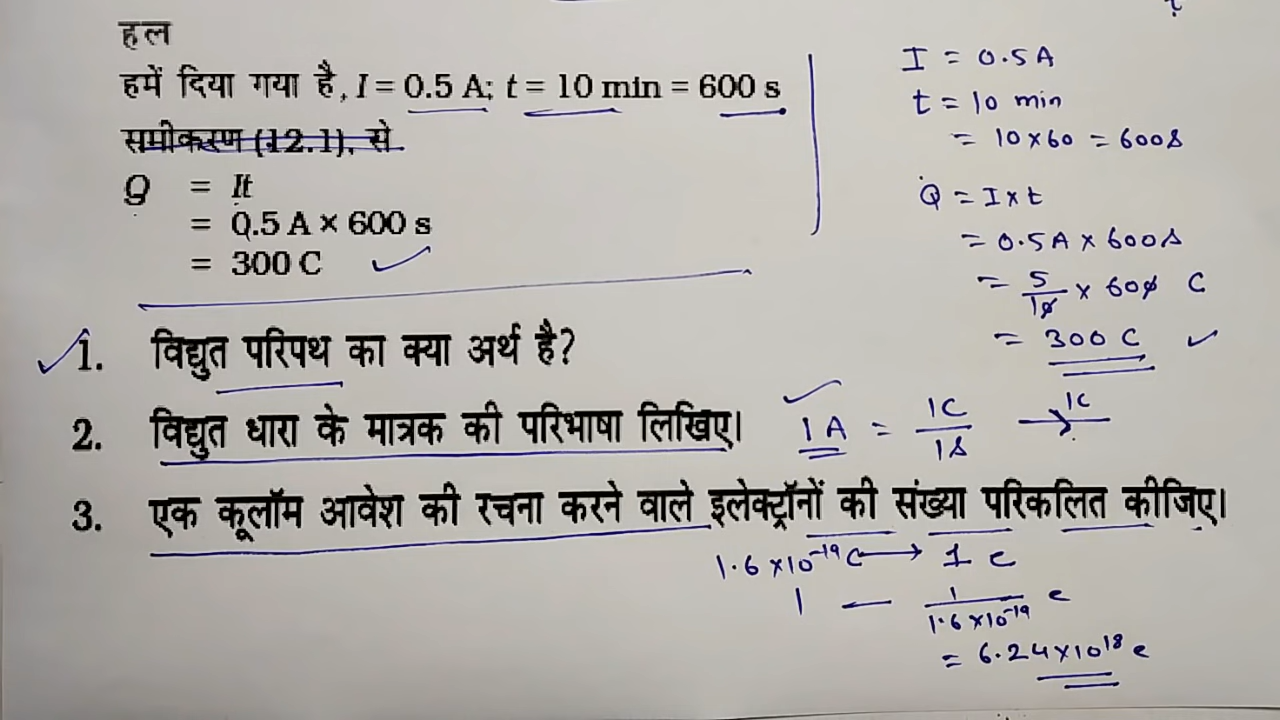 हल
हमें दिया गया है, I = 0.5 A; t = 10 min = 600 s
समीकरण (12.1), से
Q = It
= 0.5 A × 600 s
= 300 C
I = 0.5A
t = 10 min
= 10×60 = 600s
Q = I×t
= 0.5A × 600s
= 5/10 × 600 C
= 300 C
1. विद्युत परिपथ का क्या अर्थ है?
2. विद्युत धारा के मात्रक की परिभाषा लिखिए।
1A = 1C/1s → 1C
3. एक कूलॉम आवेश की रचना करने वाले इलेक्ट्रॉनों की संख्या परिकलित कीजिए।
1.6×10⁻¹⁹C → 1 e
1 — 1/1.6×10⁻¹⁹ e
= 6.24×10¹⁸ e